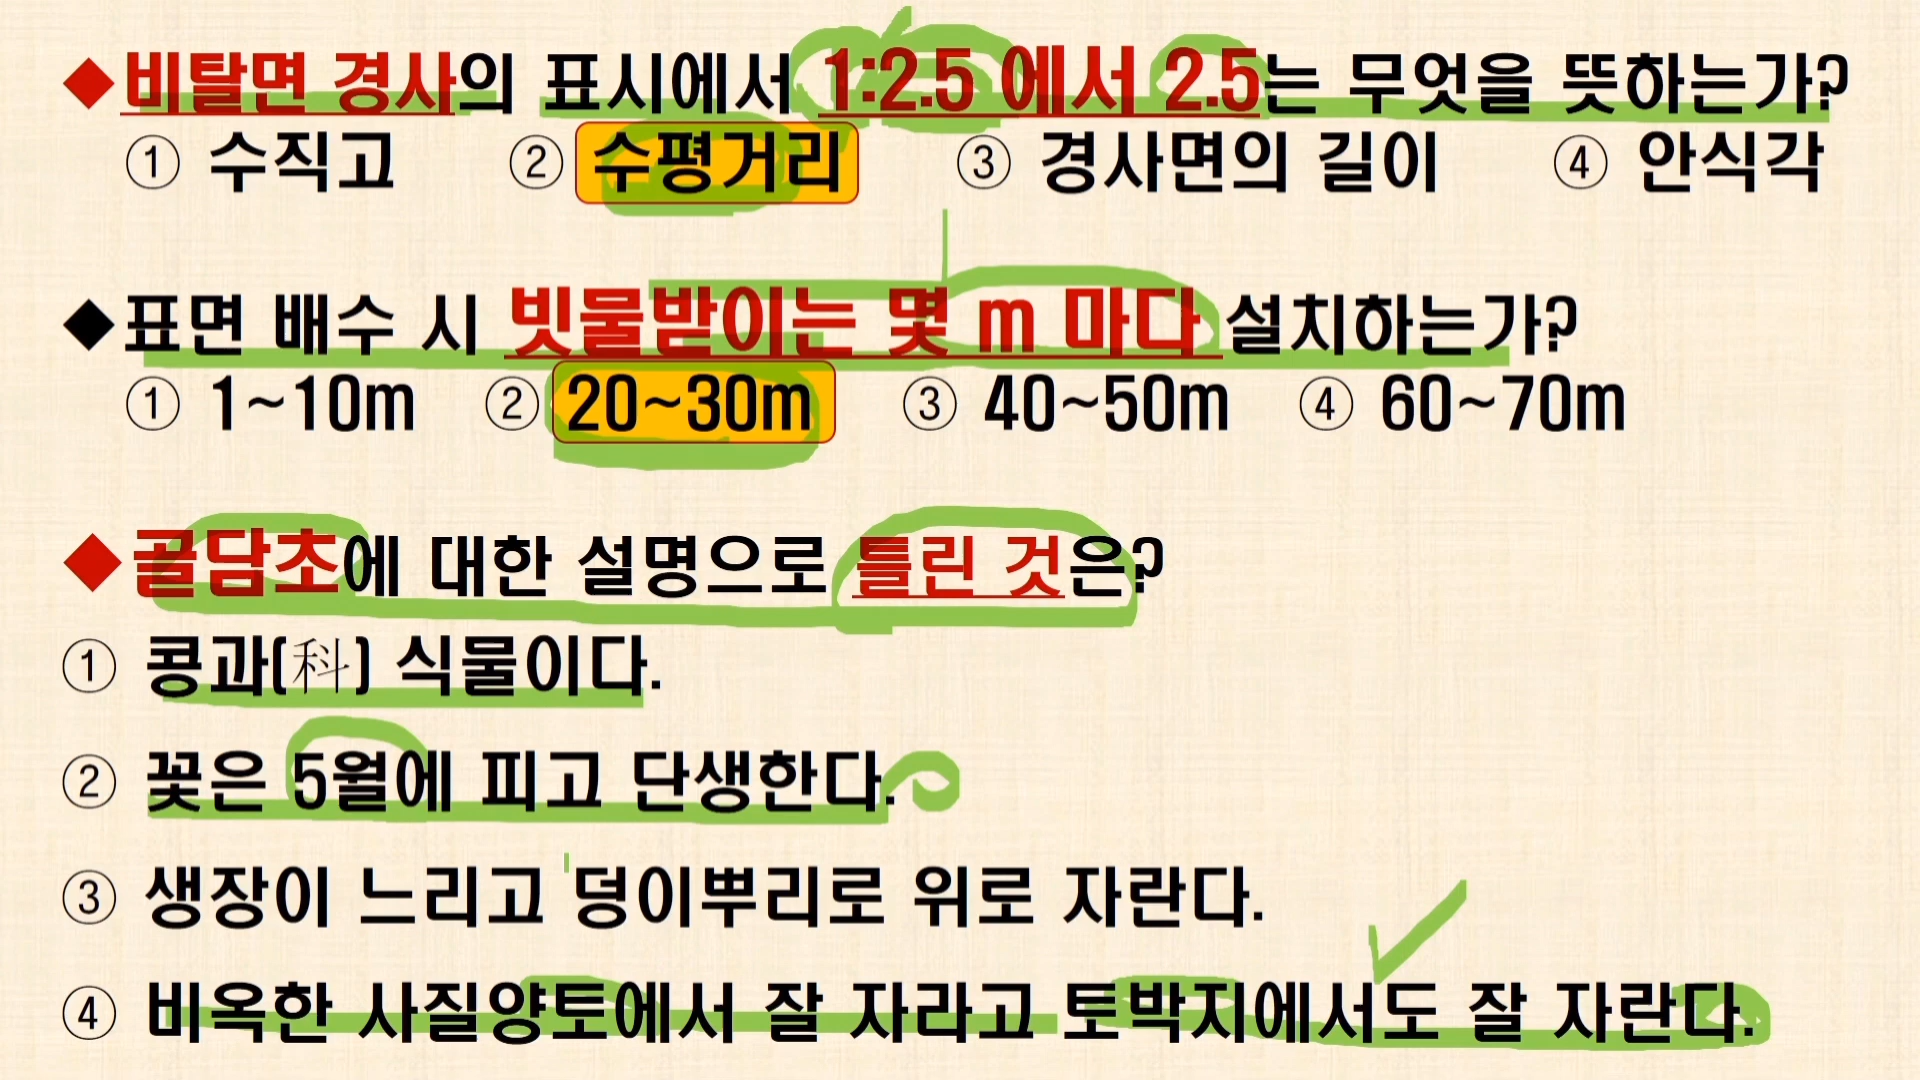 ◆비탈면 경사의 표시에서 1:2.5 에서 2.5는 무엇을 뜻하는가?
① 수직고 ② 수평거리 ③ 경사면의 길이 ④ 안식각
◆표면 배수 시 빗물받이는 몇 m 마다 설치하는가?
① 1~10m ② 20~30m ③ 40~50m ④ 60~70m
◆골담초에 대한 설명으로 틀린 것은?
① 콩과(科) 식물이다.
② 꽃은 5월에 피고 단생한다.
③ 생장이 느리고 덩이뿌리로 위로 자란다.
④ 비옥한 사질양토에서 잘 자라고 토박지에서도 잘 자란다.